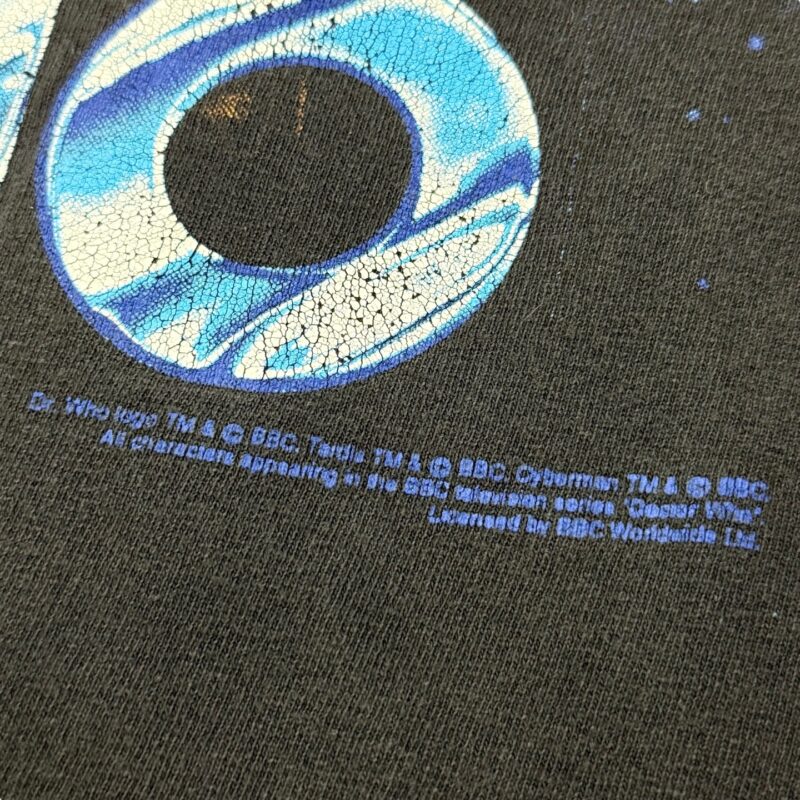 O
Dr. Who logo TM & © BBC. Tardis TM & © BBC. Cyberman TM & © BBC.
All characters appearing in the BBC television series "Doctor Who".
Licensed by BBC Worldwide Ltd.